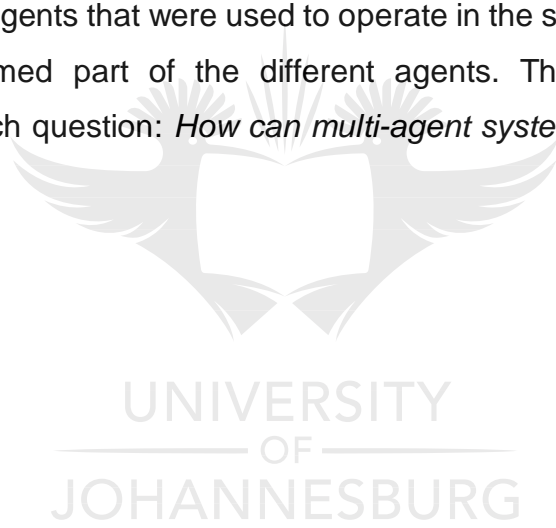 gents that were used to operate in the s
med part of the different agents. Th
ch question: How can multi-agent syste
UNIVERSITY
OF
JOHANNESBURG